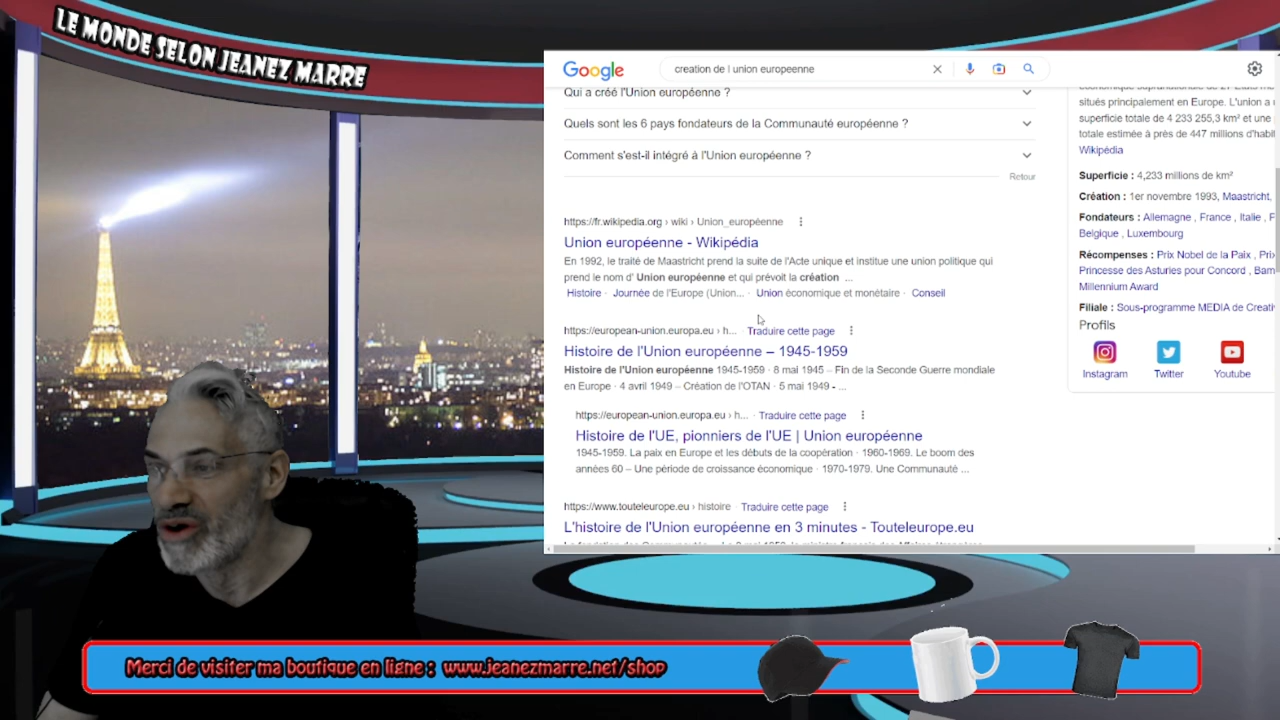 LE MONDE SELON JEANEZ MARRE
Google
creation de l union europeenne
Qui a créé l'Union européenne ?
Quels sont les 6 pays fondateurs de la Communauté européenne ?
Comment s'est-il intégré à l'Union européenne ?
Retour
https://fr.wikipedia.org › wiki › Union_européenne
Union européenne - Wikipédia
En 1992, le traité de Maastricht prend la suite de l'Acte unique et institue une union politique qui
prend le nom d' Union européenne et qui prévoit la création ...
Histoire · Journée de l'Europe (Union... · Union économique et monétaire · Conseil
https://european-union.europa.eu › h... · Traduire cette page
Histoire de l'Union européenne – 1945-1959
Histoire de l'Union européenne 1945-1959 · 8 mai 1945 – Fin de la Seconde Guerre mondiale
en Europe · 4 avril 1949 – Création de l'OTAN · 5 mai 1949 - ...
https://european-union.europa.eu › h... · Traduire cette page
Histoire de l'UE, pionniers de l'UE | Union européenne
1945-1959. La paix en Europe et les débuts de la coopération · 1960-1969. Le boom des
années 60 – Une période de croissance économique · 1970-1979. Une Communauté ...
https://www.touteleurope.eu › histoire · Traduire cette page
L'histoire de l'Union européenne en 3 minutes - Touteleurope.eu
situés principalement en Europe. L'union a
superficie totale de 4 233 255,3 km² et une
totale estimée à près de 447 millions d'habi
Wikipédia
Superficie : 4,233 millions de km²
Création : 1er novembre 1993, Maastricht,
Fondateurs : Allemagne , France , Italie , F
Belgique , Luxembourg
Récompenses : Prix Nobel de la Paix , Prix
Princesse des Asturies pour Concord , Bam
Millennium Award
Filiale : Sous-programme MEDIA de Creati
Profils
Instagram Twitter Youtube
Merci de visiter ma boutique en ligne : www.jeanezmarre.net/shop